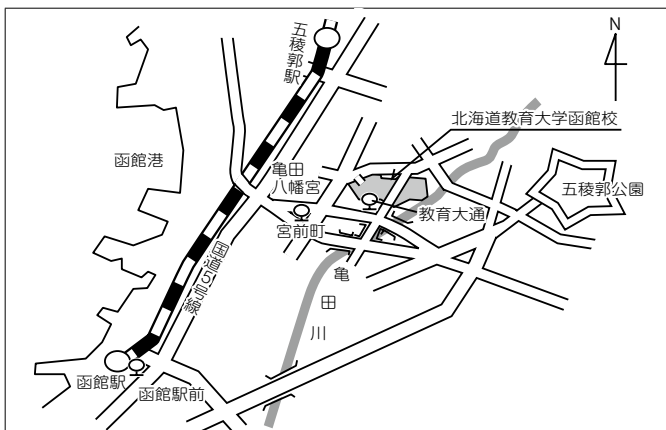 N
五稜郭駅
北海道教育大学函館校
函館港
亀田
八幡宮
五稜郭公園
教育大通
宮前町
国道5号線
亀田川
函館駅
函館駅前